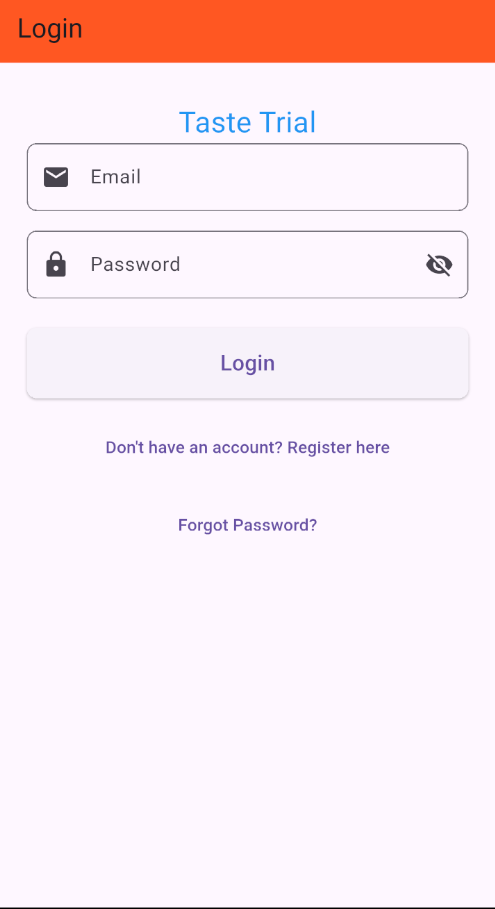 Login
Taste Trial
Email
Password
Login
Don't have an account? Register here
Forgot Password?